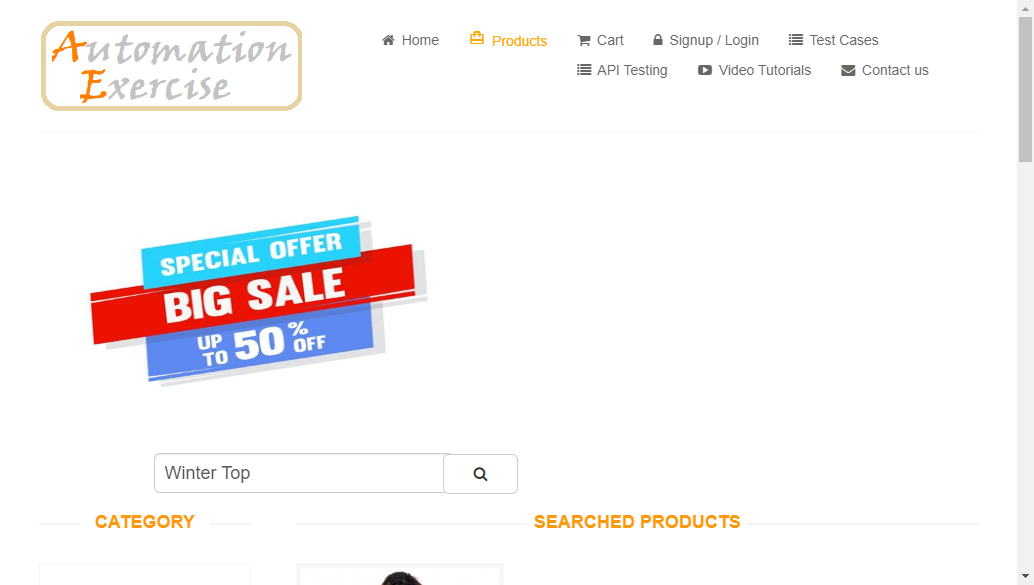 Automation
Exercise
Home Products Cart Signup / Login Test Cases
API Testing Video Tutorials Contact us
SPECIAL OFFER
BIG SALE
UP TO 50% OFF
Winter Top
CATEGORY
SEARCHED PRODUCTS